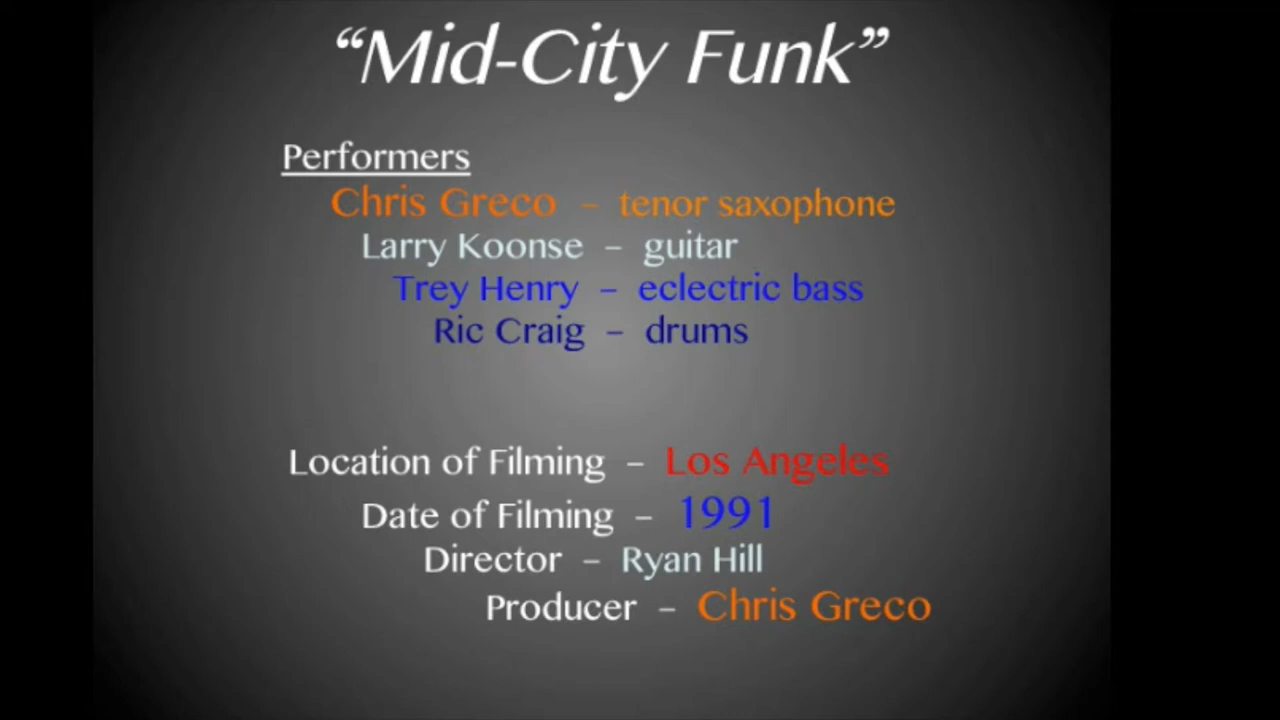 “Mid-City Funk”
Performers
Chris Greco – tenor saxophone
Larry Koonse – guitar
Trey Henry – eclectric bass
Ric Craig – drums
Location of Filming – Los Angeles
Date of Filming – 1991
Director – Ryan Hill
Producer – Chris Greco